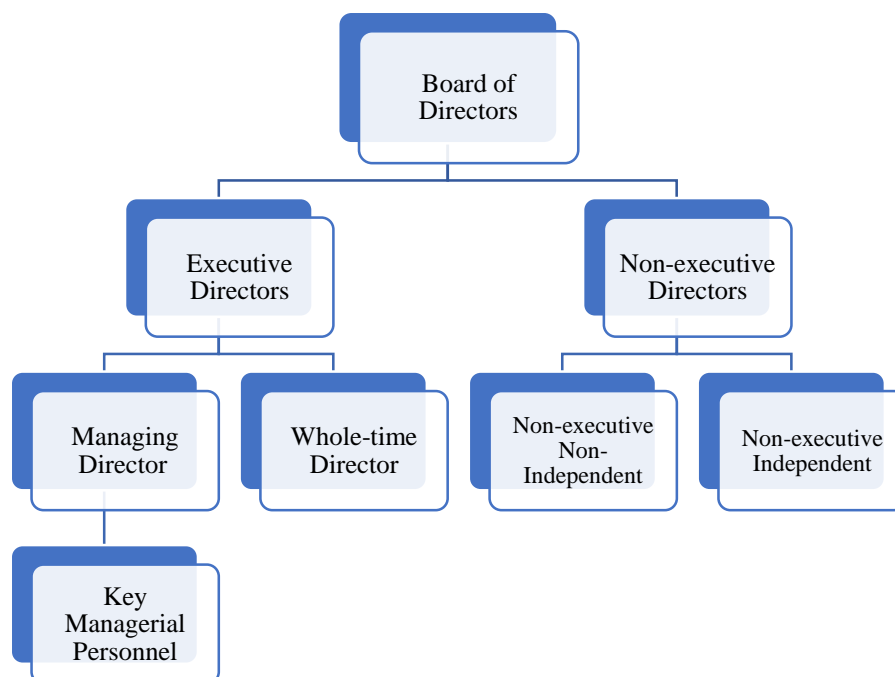 Board of
Directors
Executive
Directors
Non-executive
Directors
Managing
Director
Whole-time
Director
Non-executive
Non-
Independent
Non-executive
Independent
Key
Managerial
Personnel